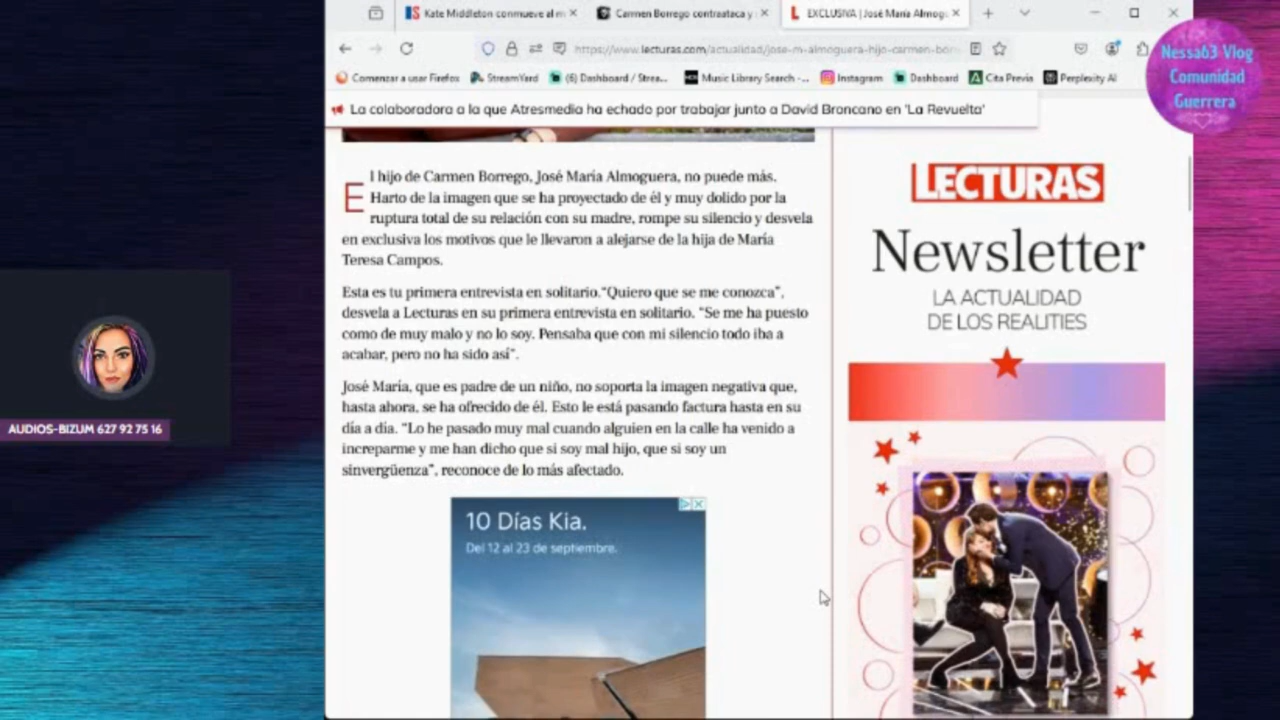 Kate Middleton conmueve al m
Carmen Borrego contraataca y
EXCLUSIVA | José María Almogu
https://www.lecturas.com/actualidad/jose-m-almoguera-hijo-carmen-bor
Comenzar a usar Firefox
StreamYard
(6) Dashboard / Strea...
Music Library Search -...
Instagram
Dashboard
Cita Previa
Perplexity AI
Nessa63 Vlog
Comunidad
Guerrera
La colaboradora a la que Atresmedia ha echado por trabajar junto a David Broncano en 'La Revuelta'
El hijo de Carmen Borrego, José María Almoguera, no puede más.
Harto de la imagen que se ha proyectado de él y muy dolido por la
ruptura total de su relación con su madre, rompe su silencio y desvela
en exclusiva los motivos que le llevaron a alejarse de la hija de María
Teresa Campos.
Esta es tu primera entrevista en solitario.“Quiero que se me conozca”,
desvela a Lecturas en su primera entrevista en solitario. “Se me ha puesto
como de muy malo y no lo soy. Pensaba que con mi silencio todo iba a
acabar, pero no ha sido así”.
José María, que es padre de un niño, no soporta la imagen negativa que,
hasta ahora, se ha ofrecido de él. Esto le está pasando factura hasta en su
día a día. “Lo he pasado muy mal cuando alguien en la calle ha venido a
increparme y me han dicho que si soy mal hijo, que si soy un
sinvergüenza”, reconoce de lo más afectado.
10 Días Kia.
Del 12 al 23 de septiembre.
LECTURAS
Newsletter
LA ACTUALIDAD
DE LOS REALITIES
AUDIOS-BIZUM 627 92 75 16